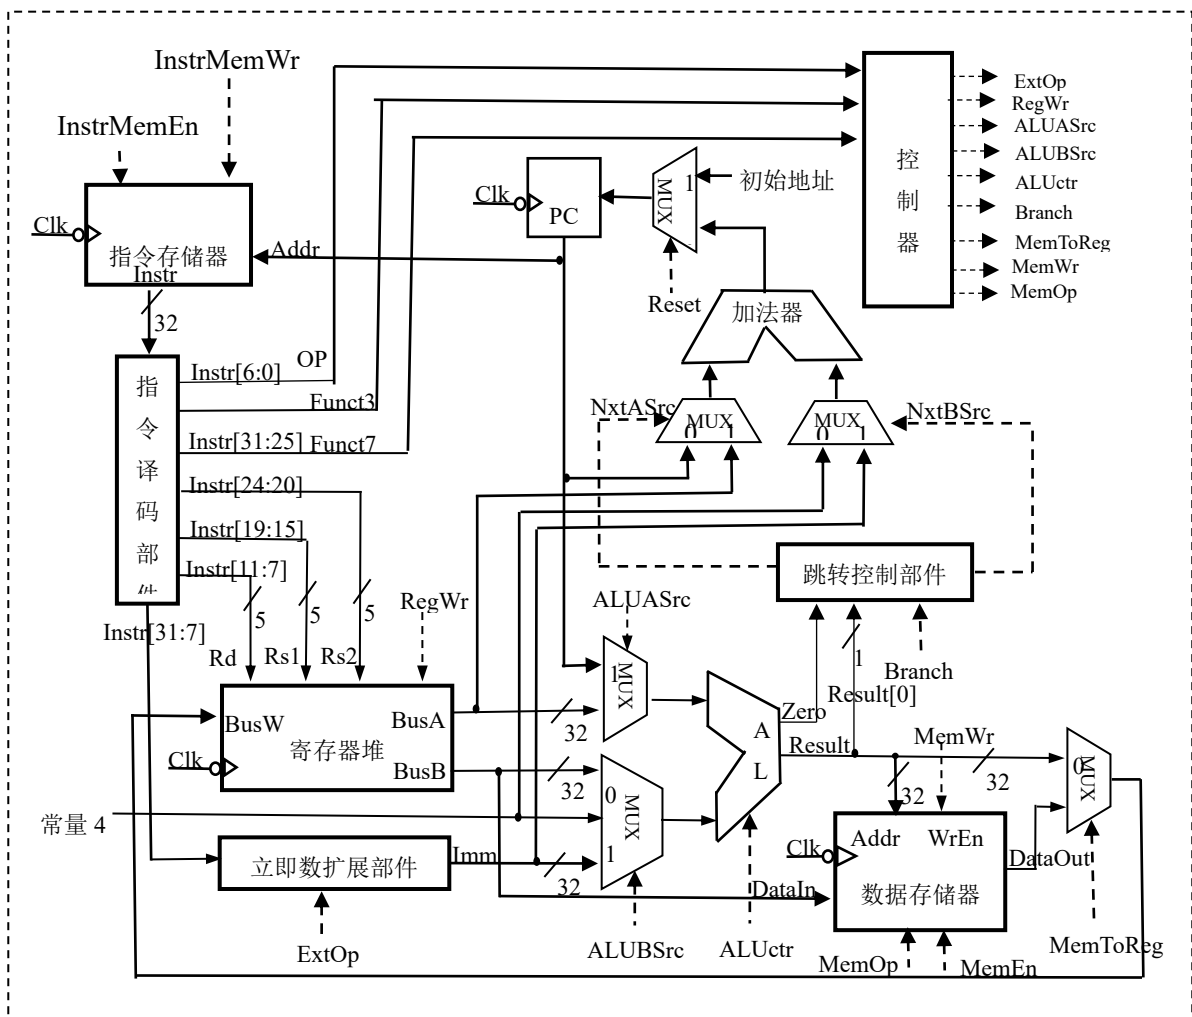 InstrMemWr
InstrMemEn
Clk
指令存储器
Instr
Addr
32
Clk
PC
MUX
1
初始地址
Reset
控制器
ExtOp
RegWr
ALUASrc
ALUBSrc
ALUctr
Branch
MemToReg
MemWr
MemOp
加法器
NxtASrc
MUX
0 1
MUX
0 1
NxtBSrc
指令译码部件
Instr[6:0]
OP
Funct3
Instr[31:25]
Funct7
Instr[24:20]
Instr[19:15]
Instr[11:7]
5
5
5
Instr[31:7]
Rd
Rs1
Rs2
RegWr
跳转控制部件
ALUASrc
1
Branch
Result[0]
BusW
BusA
寄存器堆
Clk
BusB
32
32
1
MUX
0
MUX
1
A
L
Zero
Result
MemWr
32
32
0
MUX
常量 4
立即数扩展部件
Imm
32
Clk
Addr
WrEn
DataOut
数据存储器
DataIn
ExtOp
ALUBSrc
ALUctr
MemOp
MemEn
MemToReg